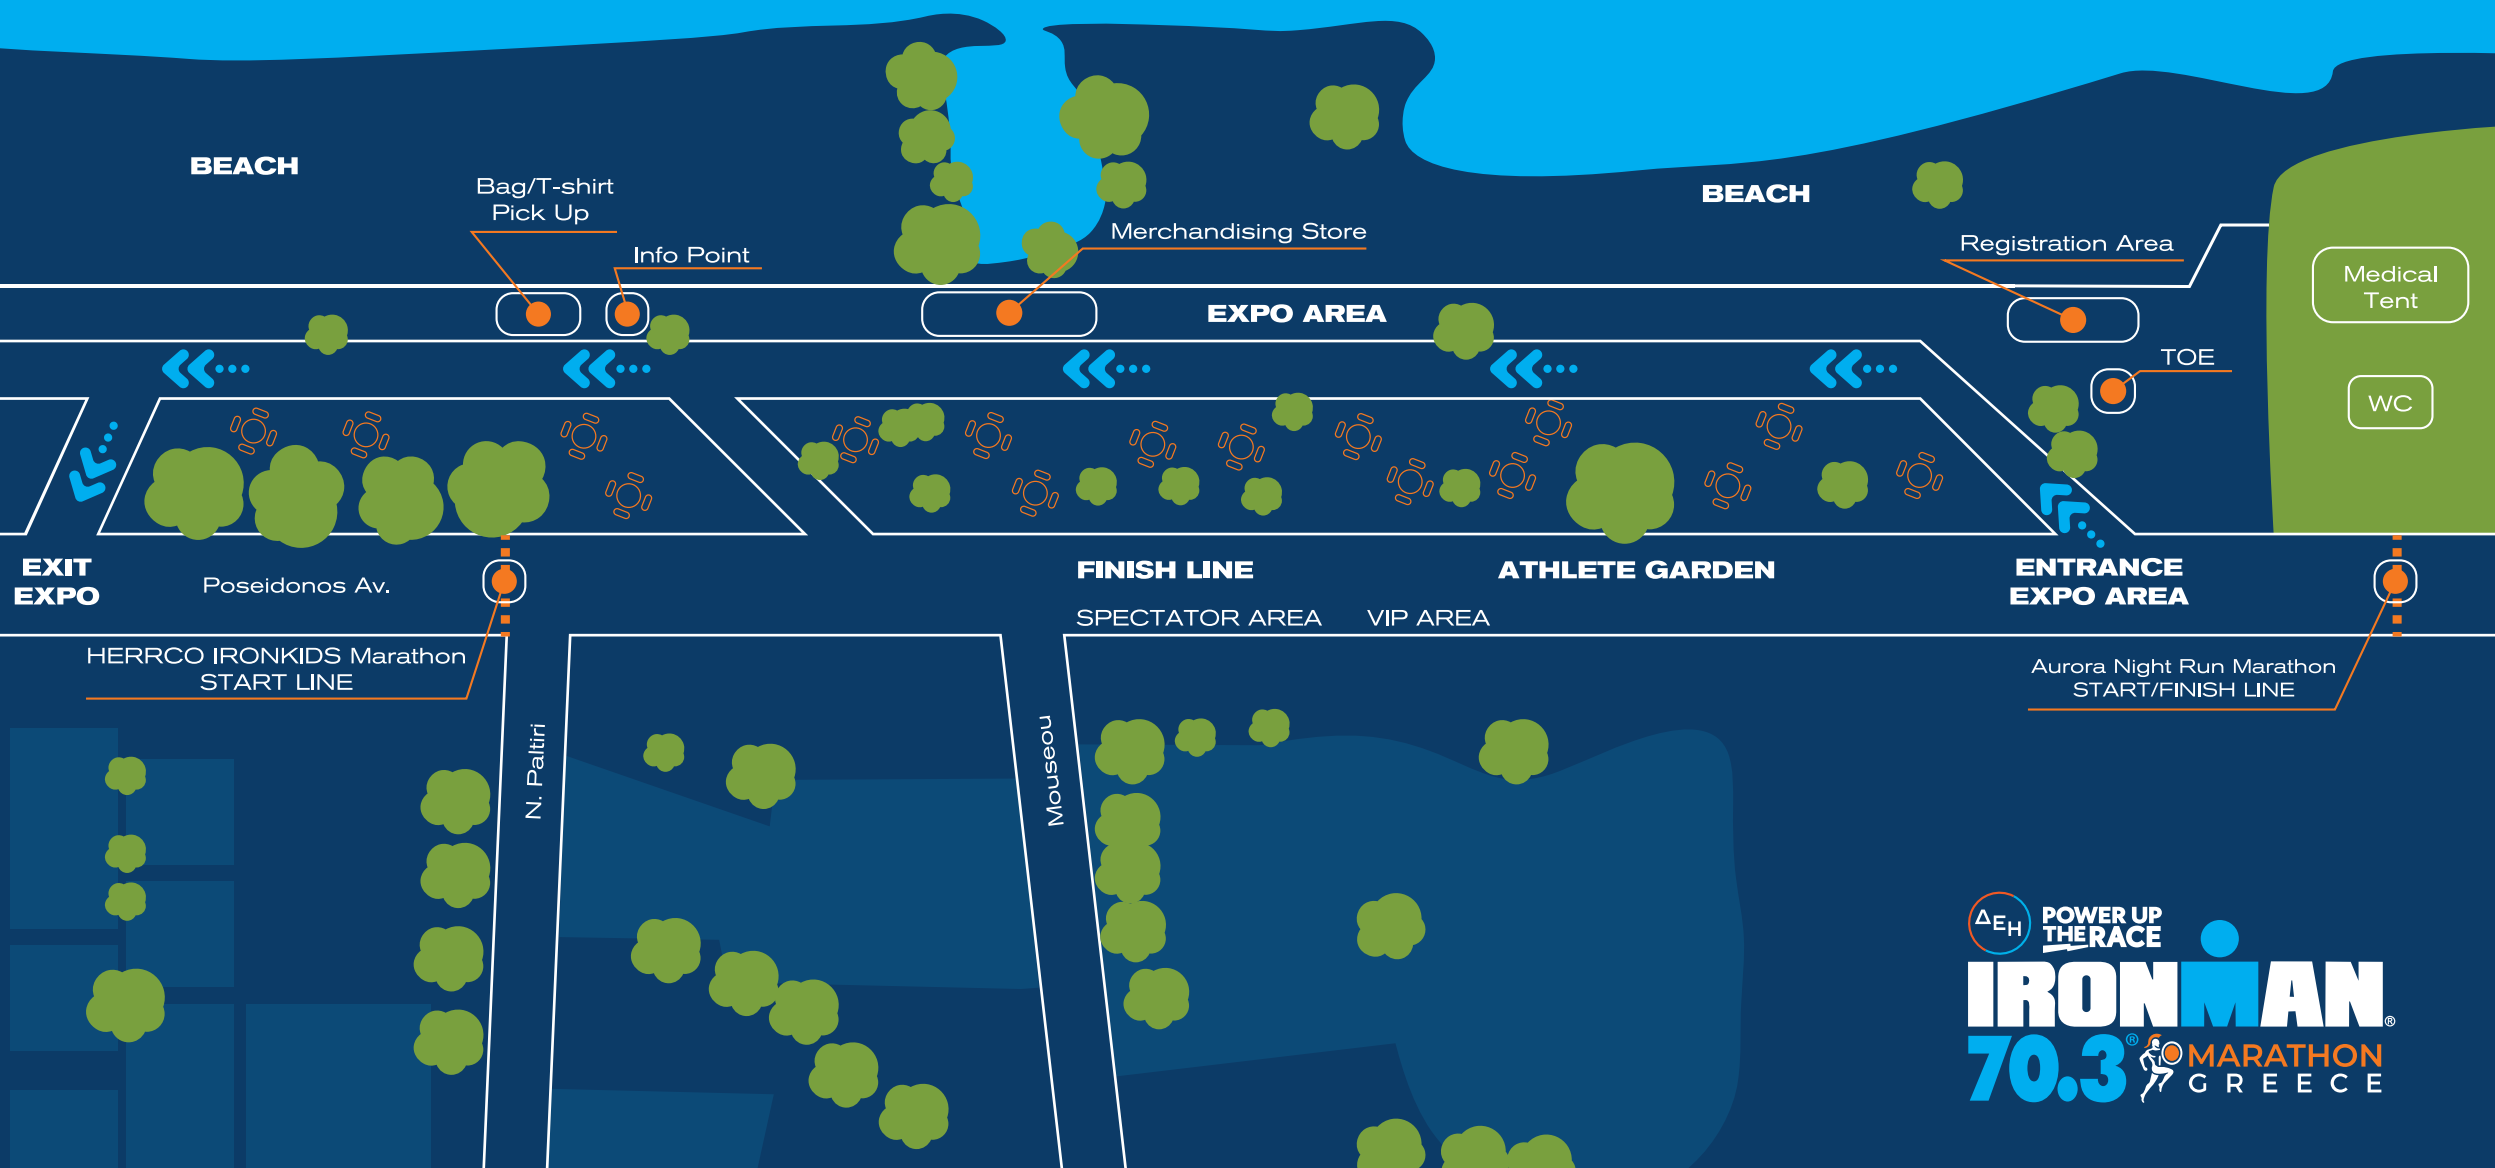 BEACH
Bag/T-shirt
Pick Up
Info Point
Merchandising Store
BEACH
Registration Area
Medical
Tent
EXPO AREA
TOE
WC
EXIT
EXPO
Poseidonos Av.
FINISH LINE
ATHLETE GARDEN
ENTRANCE
EXPO AREA
SPECTATOR AREA
VIP AREA
HERRCO IRONKIDS Marathon
START LINE
Aurora Night Run Marathon
START/FINISH LINE
N. Paltiri
Mouseou
ΔΕΗ
POWER UP
THE RACE
IRONMAN®
70.3®
MARATHON
GREECE